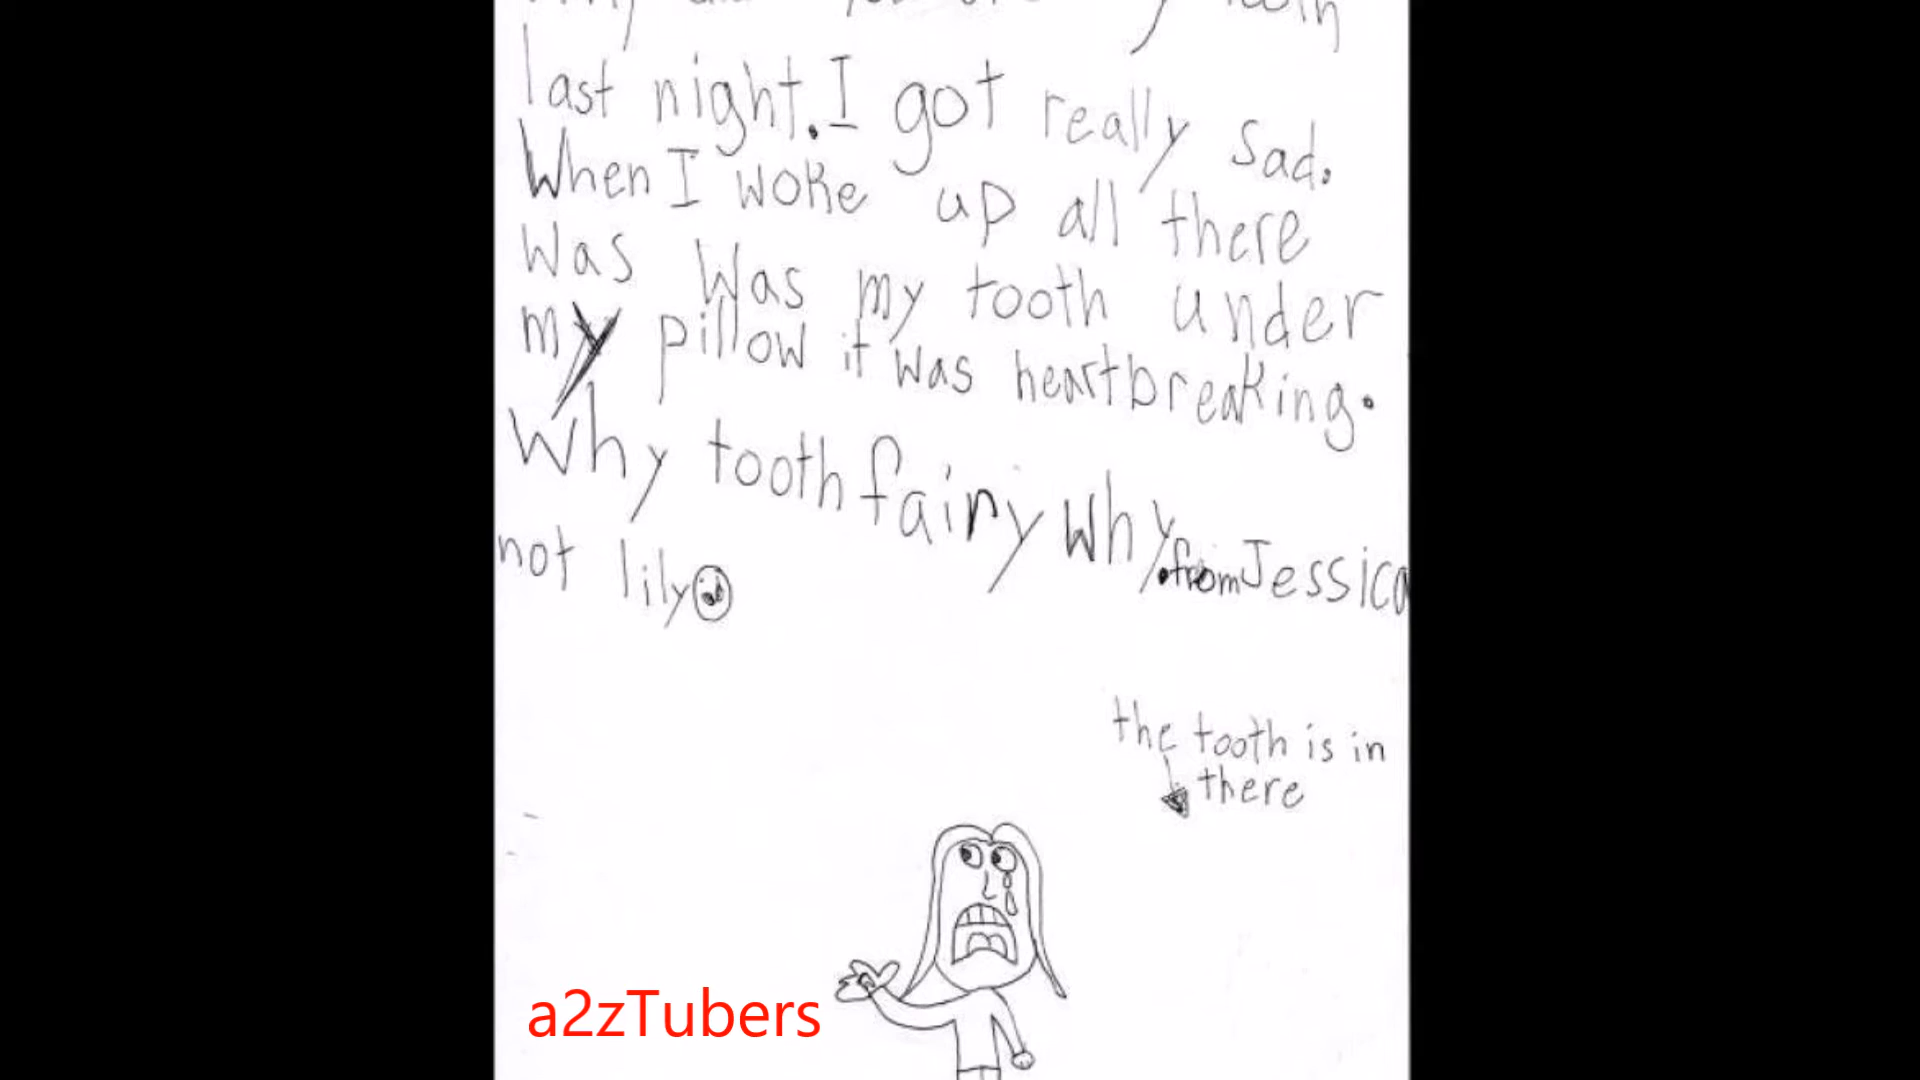 tooth
last night. I got really sad.
When I woke up all there
was was my tooth under
my pillow it was heartbreaking.
Why tooth fairy why. from Jessica
not lily
the tooth is in
there
a2zTubers